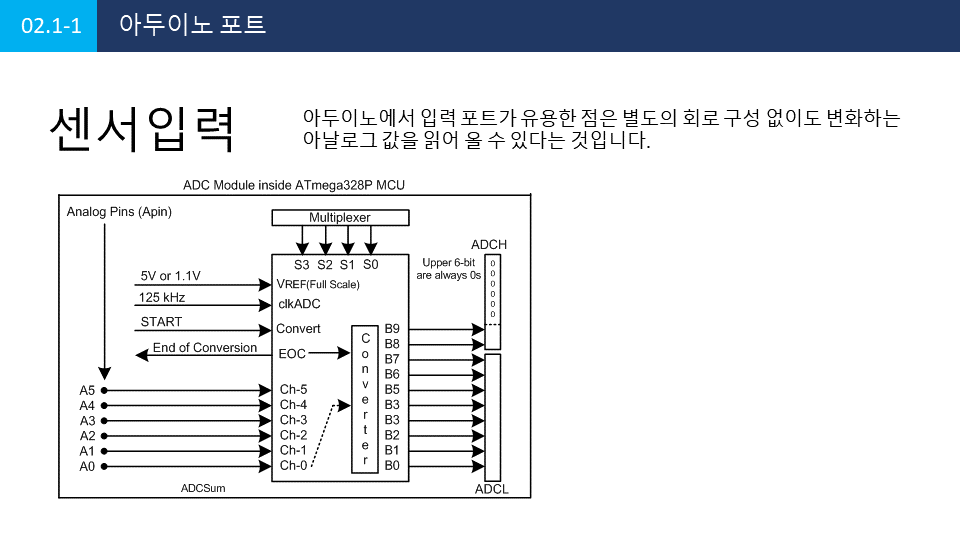 02.1-1
아두이노 포트
센서입력
아두이노에서 입력 포트가 유용한 점은 별도의 회로 구성 없이도 변화하는
아날로그 값을 읽어 올 수 있다는 것입니다.
ADC Module inside ATmega328P MCU
Analog Pins (Apin)
Multiplexer
S3 S2 S1 S0
ADCH
Upper 6-bit
are always 0s
0
0
0
0
0
0
5V or 1.1V
VREF(Full Scale)
125 kHz
clkADC
START
Convert
End of Conversion
EOC
Converter
B9
B8
B7
B6
A5 Ch-5 B5
A4 Ch-4 B3
A3 Ch-3 B3
A2 Ch-2 B2
A1 Ch-1 B1
A0 Ch-0 B0
ADCSum
ADCL